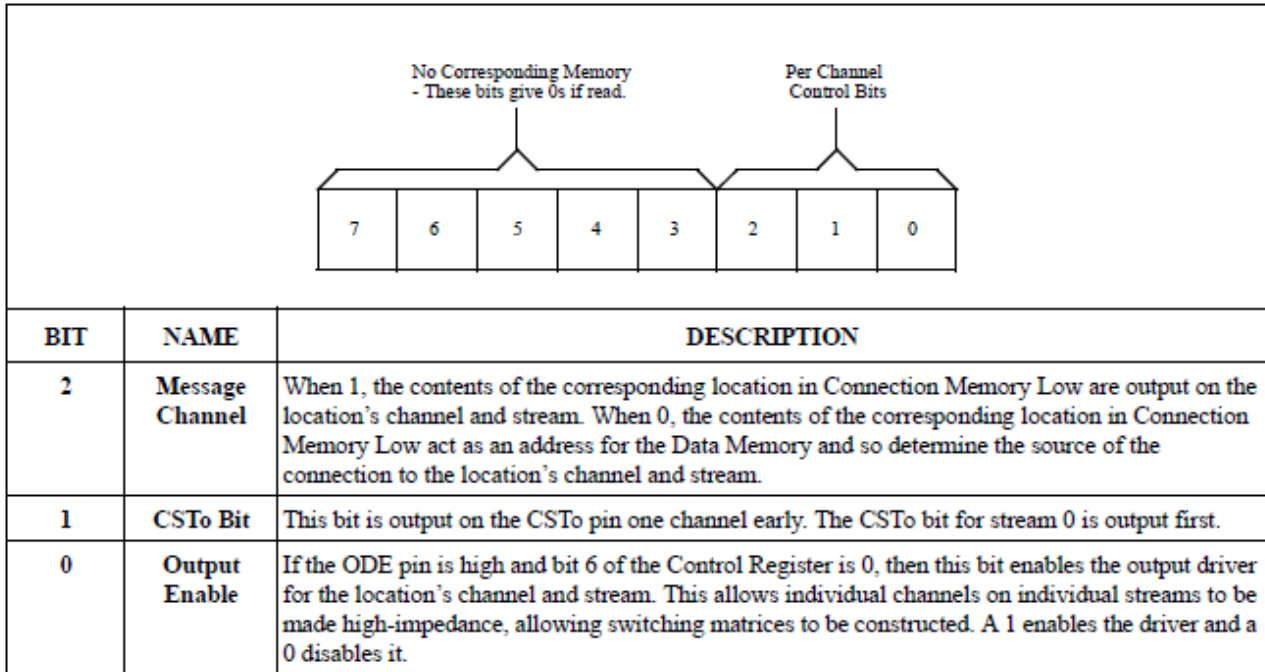 No Corresponding Memory
- These bits give 0s if read.
Per Channel
Control Bits
7 6 5 4 3 2 1 0
BIT NAME DESCRIPTION
2 Message Channel When 1, the contents of the corresponding location in Connection Memory Low are output on the
location's channel and stream. When 0, the contents of the corresponding location in Connection
Memory Low act as an address for the Data Memory and so determine the source of the
connection to the location's channel and stream.
1 CSTo Bit This bit is output on the CSTo pin one channel early. The CSTo bit for stream 0 is output first.
0 Output Enable If the ODE pin is high and bit 6 of the Control Register is 0, then this bit enables the output driver
for the location's channel and stream. This allows individual channels on individual streams to be
made high-impedance, allowing switching matrices to be constructed. A 1 enables the driver and a
0 disables it.